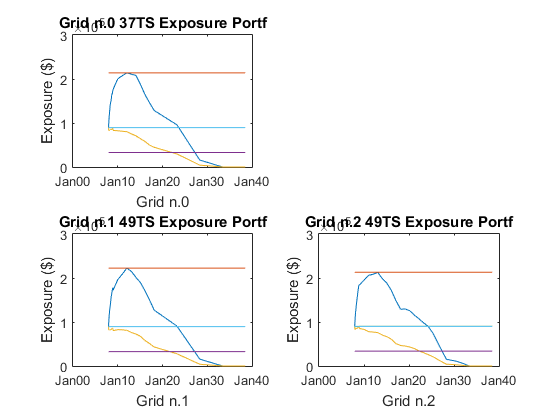 Grid n.0 37TS Exposure Portf
3
2
1
0
Exposure ($)
Jan00 Jan10 Jan20 Jan30 Jan40
Grid n.0
Grid n.1 49TS Exposure Portf
3
2
1
0
Exposure ($)
Jan00 Jan10 Jan20 Jan30 Jan40
Grid n.1
Grid n.2 49TS Exposure Portf
3
2
1
0
Exposure ($)
Jan00 Jan10 Jan20 Jan30 Jan40
Grid n.2